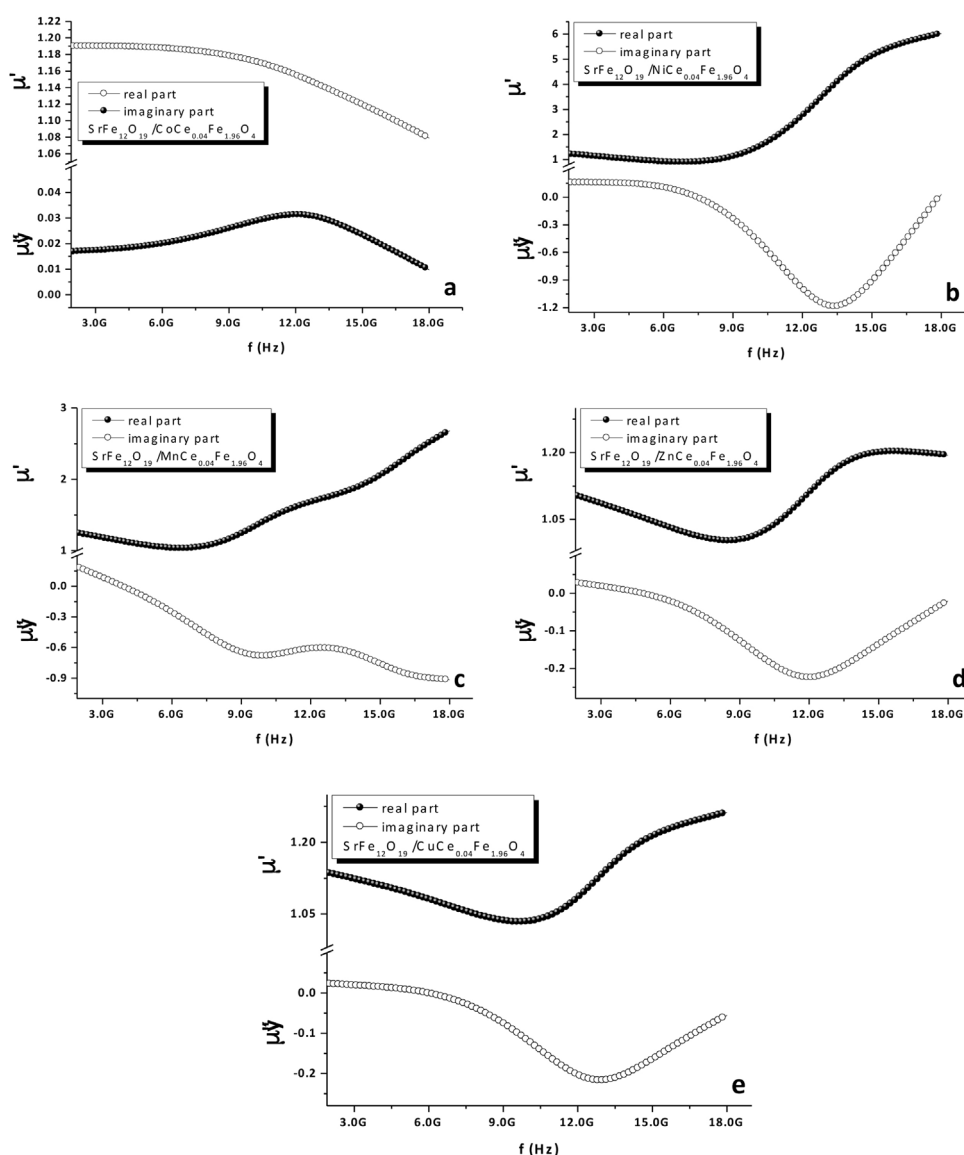 1.22
1.20
1.18
1.16
1.14
1.12
1.10
1.08
1.06
0.04
0.03
0.02
0.01
0.00
μ'
μÿ
real part
imaginary part
SrFe12O19/CoCe0.04Fe1.96O4
a
3.0G 6.0G 9.0G 12.0G 15.0G 18.0G
f (Hz)
6
5
4
3
2
1
0.0
-0.3
-0.6
-0.9
-1.2
μ'
μÿ
real part
imaginary part
SrFe12O19/NiCe0.04Fe1.96O4
b
3.0G 6.0G 9.0G 12.0G 15.0G 18.0G
f (Hz)
3
2
1
0.0
-0.3
-0.6
-0.9
μ'
μÿ
real part
imaginary part
SrFe12O19/MnCe0.04Fe1.96O4
c
3.0G 6.0G 9.0G 12.0G 15.0G 18.0G
f (Hz)
1.20
1.05
0.0
-0.1
-0.2
μ'
μÿ
real part
imaginary part
SrFe12O19/ZnCe0.04Fe1.96O4
d
3.0G 6.0G 9.0G 12.0G 15.0G 18.0G
f (Hz)
1.20
1.05
0.0
-0.1
-0.2
μ'
μÿ
real part
imaginary part
SrFe12O19/CuCe0.04Fe1.96O4
e
3.0G 6.0G 9.0G 12.0G 15.0G 18.0G
f (Hz)